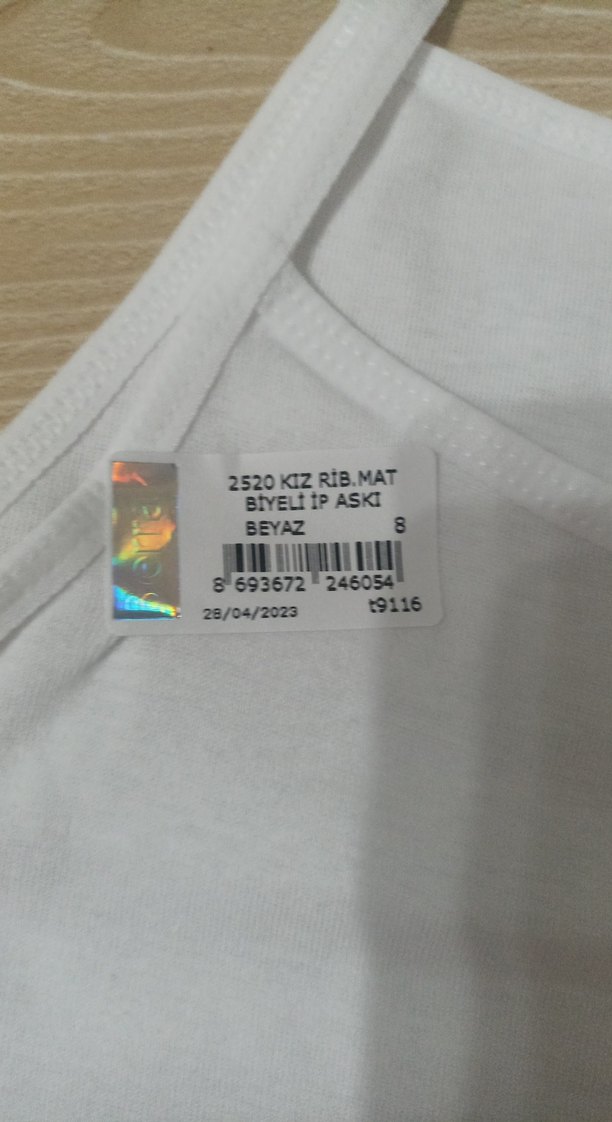 2520 KIZ RİB.MAT
BİYELİ İP ASKI
BEYAZ 8
8 693672 246054
28/04/2023 t9116